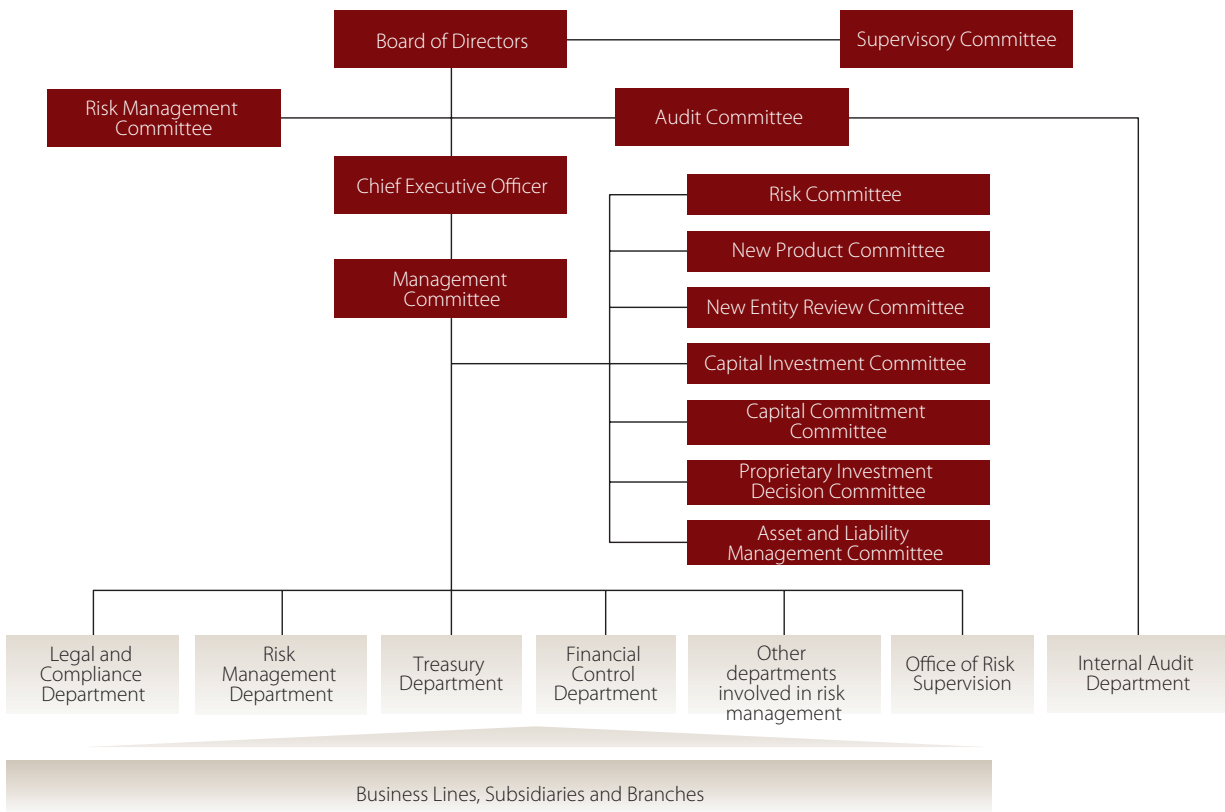 Board of Directors
Supervisory Committee
Risk Management
Committee
Audit Committee
Chief Executive Officer
Risk Committee
New Product Committee
Management
Committee
New Entity Review Committee
Capital Investment Committee
Capital Commitment
Committee
Proprietary Investment
Decision Committee
Asset and Liability
Management Committee
Legal and
Compliance
Department
Risk
Management
Department
Treasury
Department
Financial
Control
Department
Other
departments
involved in risk
management
Office of Risk
Supervision
Internal Audit
Department
Business Lines, Subsidiaries and Branches